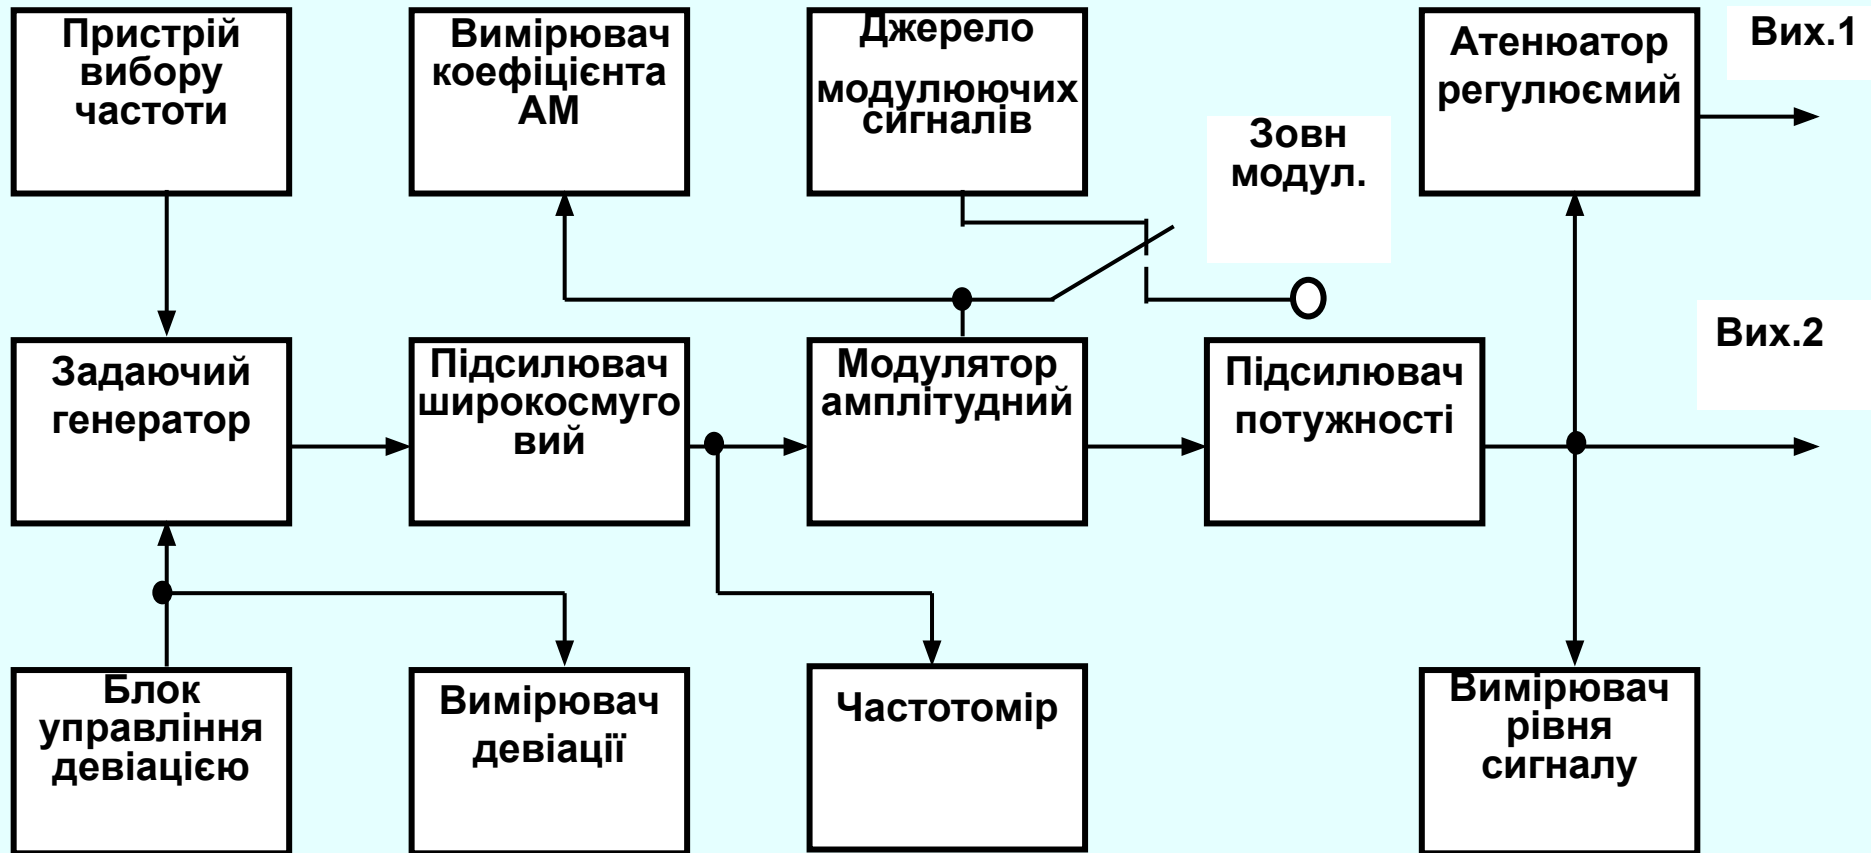 Пристрій
вибору
частоти
Вимірювач
коефіцієнта
АМ
Джерело
модулюючих
сигналів
Зовн
модул.
Атенюатор
регулюємий
Вих.1
Задаючий
генератор
Підсилювач
широкосмуго
вий
Модулятор
амплітудний
Підсилювач
потужності
Вих.2
Блок
управління
девіацією
Вимірювач
девіації
Частотомір
Вимірювач
рівня
сигналу